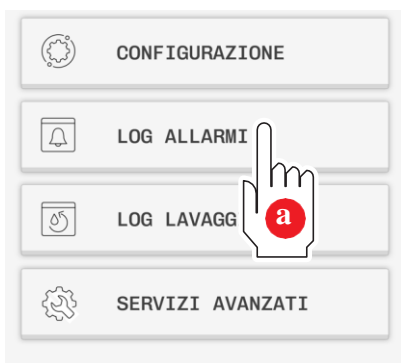 CONFIGURAZIONE
LOG ALLARMI
LOG LAVAGG
a
SERVIZI AVANZATI